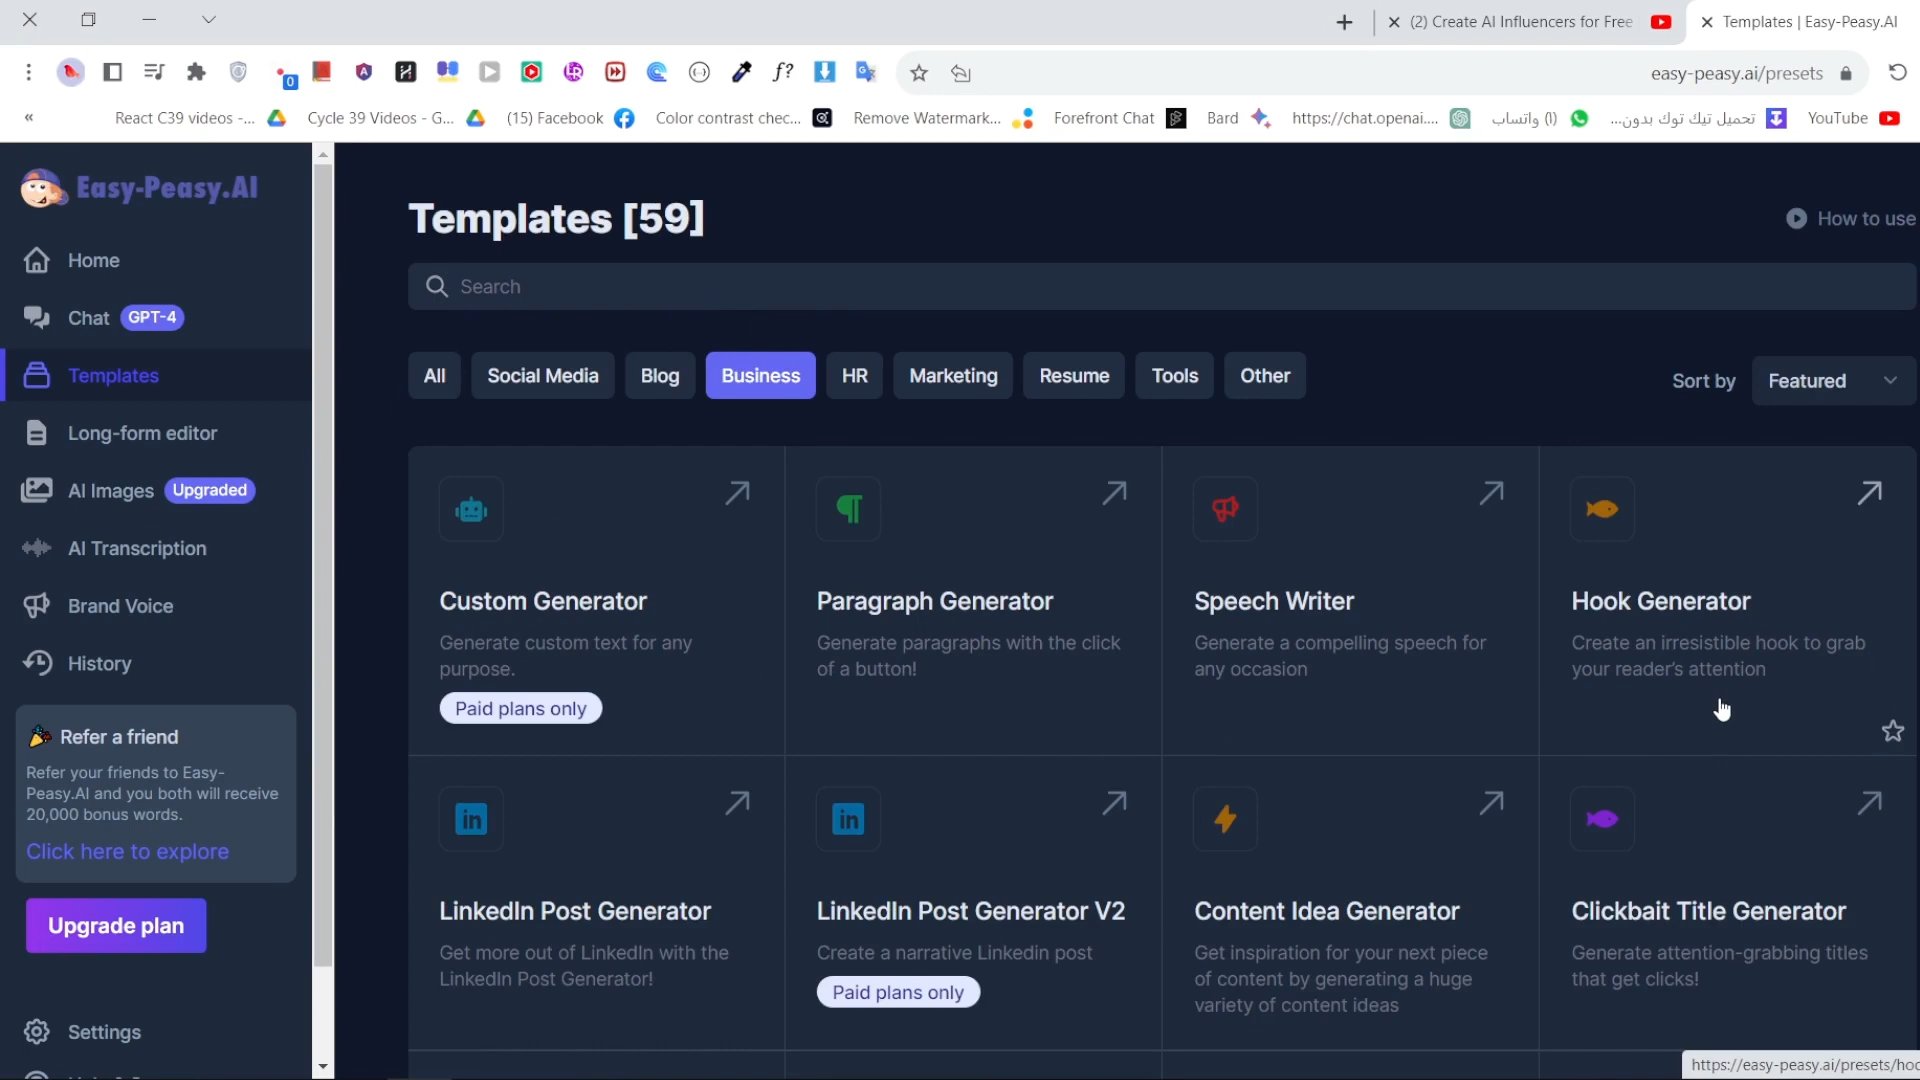 (2) Create AI Influencers for Free
Templates | Easy-Peasy.AI
easy-peasy.ai/presets
0
f?
React C39 videos -...
Cycle 39 Videos - G...
(15) Facebook
Color contrast chec...
Remove Watermark...
Forefront Chat
Bard
https://chat.openai....
(1) واتساب
تحميل تيك توك بدون...
YouTube
Easy-Peasy.AI
Home
Chat GPT-4
Templates
Long-form editor
AI Images Upgraded
AI Transcription
Brand Voice
History
Refer a friend
Refer your friends to Easy-
Peasy.AI and you both will receive
20,000 bonus words.
Click here to explore
Upgrade plan
Settings
Templates [59]
How to use
Search
All Social Media Blog Business HR Marketing Resume Tools Other
Sort by Featured
Custom Generator
Generate custom text for any
purpose.
Paid plans only
Paragraph Generator
Generate paragraphs with the click
of a button!
Speech Writer
Generate a compelling speech for
any occasion
Hook Generator
Create an irresistible hook to grab
your reader's attention
in
LinkedIn Post Generator
Get more out of LinkedIn with the
LinkedIn Post Generator!
in
LinkedIn Post Generator V2
Create a narrative Linkedin post
Paid plans only
Content Idea Generator
Get inspiration for your next piece
of content by generating a huge
variety of content ideas
Clickbait Title Generator
Generate attention-grabbing titles
that get clicks!
https://easy-peasy.ai/presets/hoo